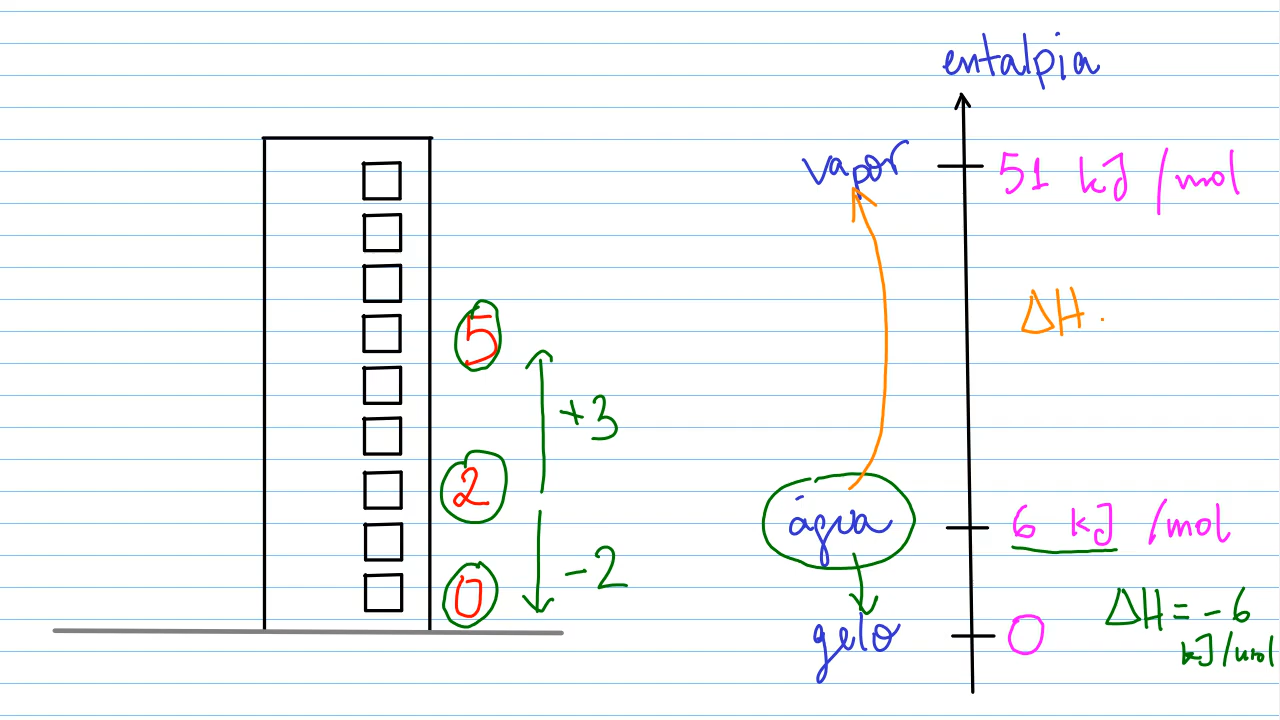 entalpia
vapor
51 kJ/mol
ΔH.
5
+3
2
água
6 kJ/mol
-2
0
gelo
0
ΔH = -6
kJ/mol